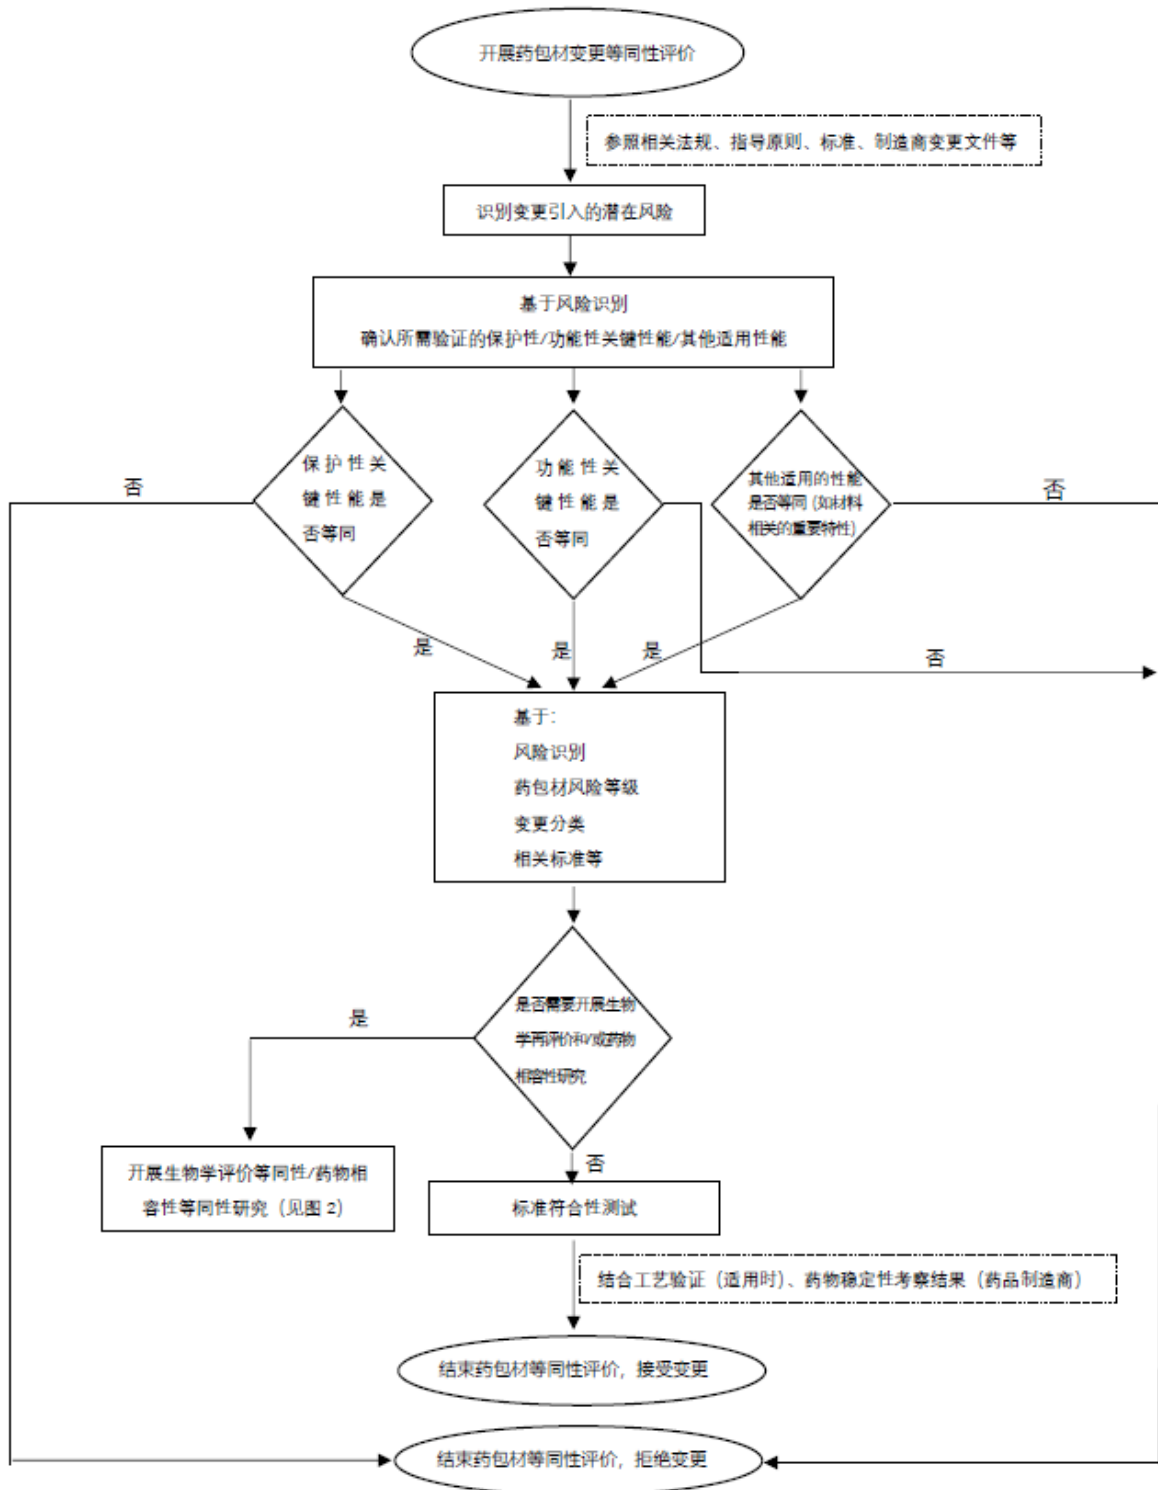 开展药包材变更等同性评价
参照相关法规、指导原则、标准、制造商变更文件等
识别变更引入的潜在风险
基于风险识别
确认所需验证的保护性/功能性关键性能/其他适用性能
保护性关
键性能是
否等同
功能性关
键性能是
否等同
其他适用的性能
是否等同(如材料
相关的重要特性)
否
否
是
是
是
否
基于：
风险识别
药包材风险等级
变更分类
相关标准等
是否需要开展生物
学再评价和/或药物
相容性研究
是
否
开展生物学评价等同性/药物相
容性等同性研究（见图 2）
标准符合性测试
结合工艺验证（适用时）、药物稳定性考察结果（药品制造商）
结束药包材等同性评价，接受变更
结束药包材等同性评价，拒绝变更